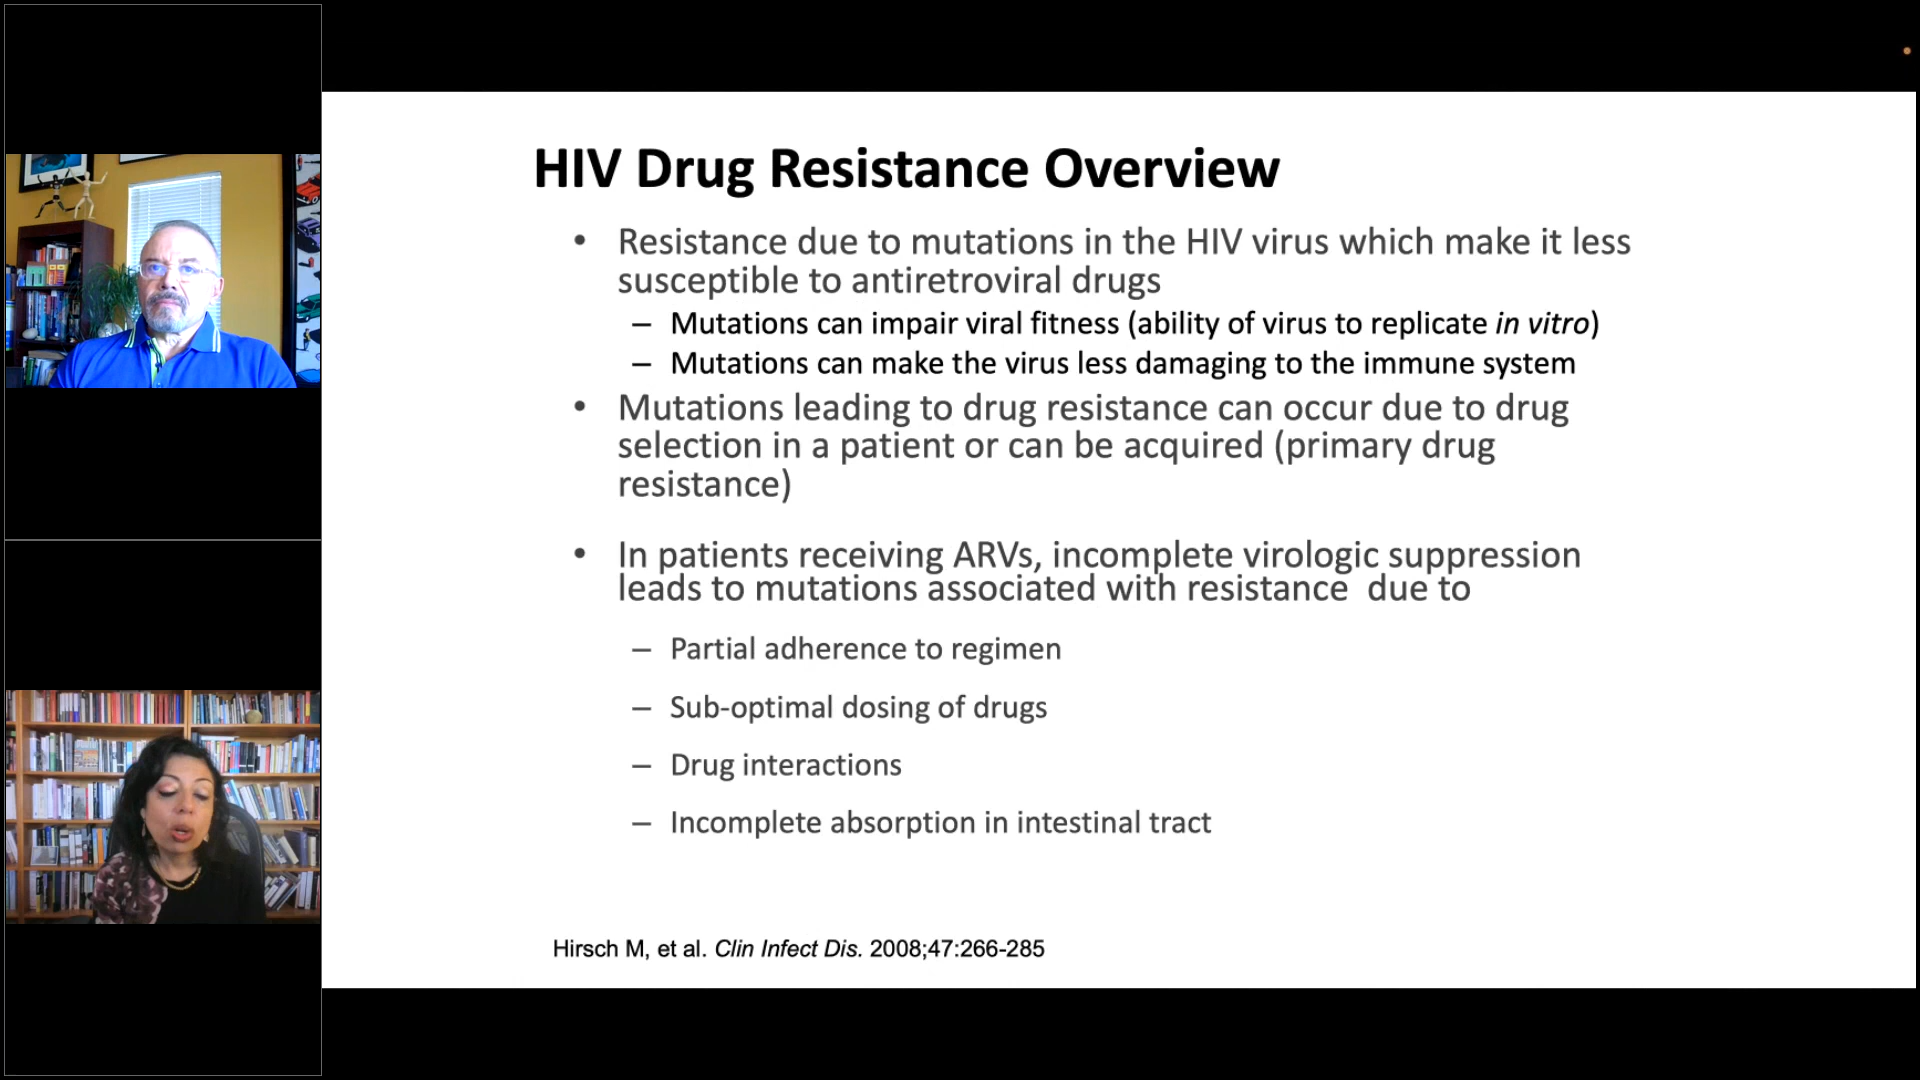 HIV Drug Resistance Overview
• Resistance due to mutations in the HIV virus which make it less
susceptible to antiretroviral drugs
– Mutations can impair viral fitness (ability of virus to replicate in vitro)
– Mutations can make the virus less damaging to the immune system
• Mutations leading to drug resistance can occur due to drug
selection in a patient or can be acquired (primary drug
resistance)
• In patients receiving ARVs, incomplete virologic suppression
leads to mutations associated with resistance  due to
– Partial adherence to regimen
– Sub-optimal dosing of drugs
– Drug interactions
– Incomplete absorption in intestinal tract
Hirsch M, et al. Clin Infect Dis. 2008;47:266-285